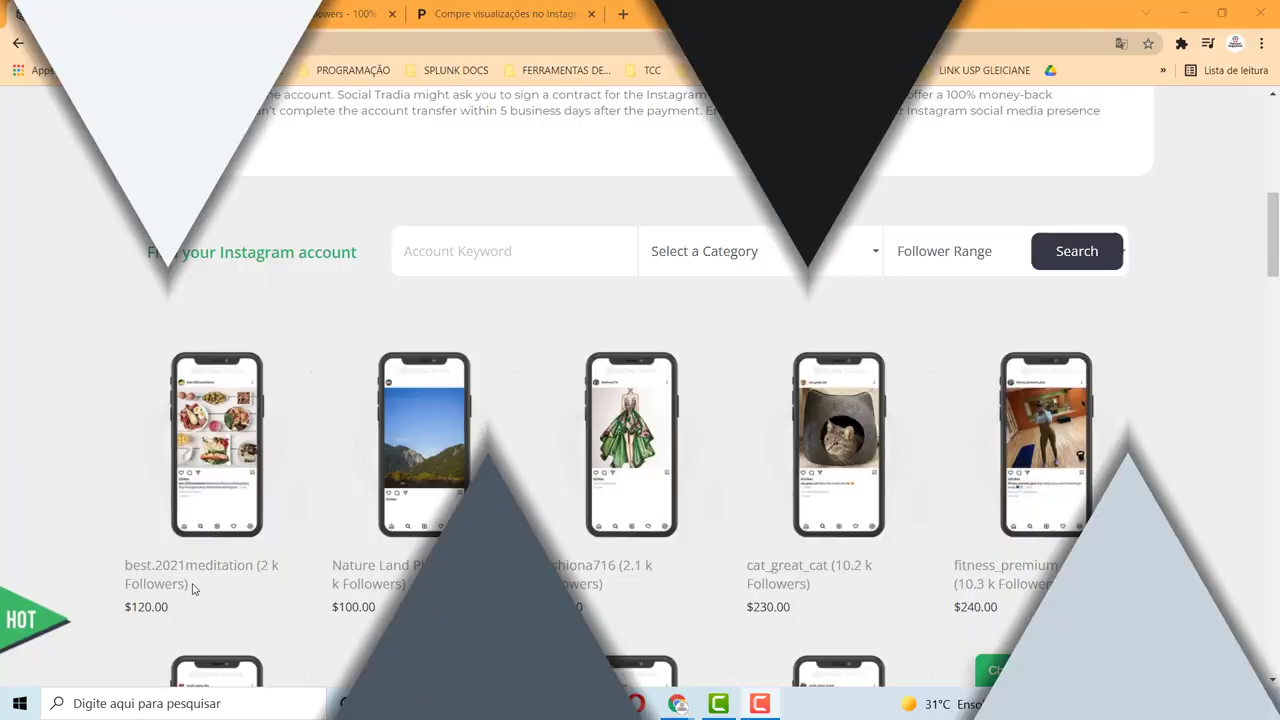 owers - 100%
Compre visualizações no Instag
Apps
PROGRAMAÇÃO
SPLUNK DOCS
FERRAMENTAS DE...
TCC
LINK USP GLEICIANE
»
Lista de leitura
he account. Social Tradia might ask you to sign a contract for the Instagram
offer a 100% money-back
n't complete the account transfer within 5 business days after the payment. E
r Instagram social media presence
your Instagram account
Account Keyword
Select a Category
Follower Range
Search
best.2021meditation (2 k
Followers)
$120.00
Nature Land P
k Followers)
$100.00
shiona716 (2.1 k
owers)
cat_great_cat (10.2 k
Followers)
$230.00
fitness_premium
(10.3 k Follower
$240.00
HOT
Digite aqui para pesquisar
31°C